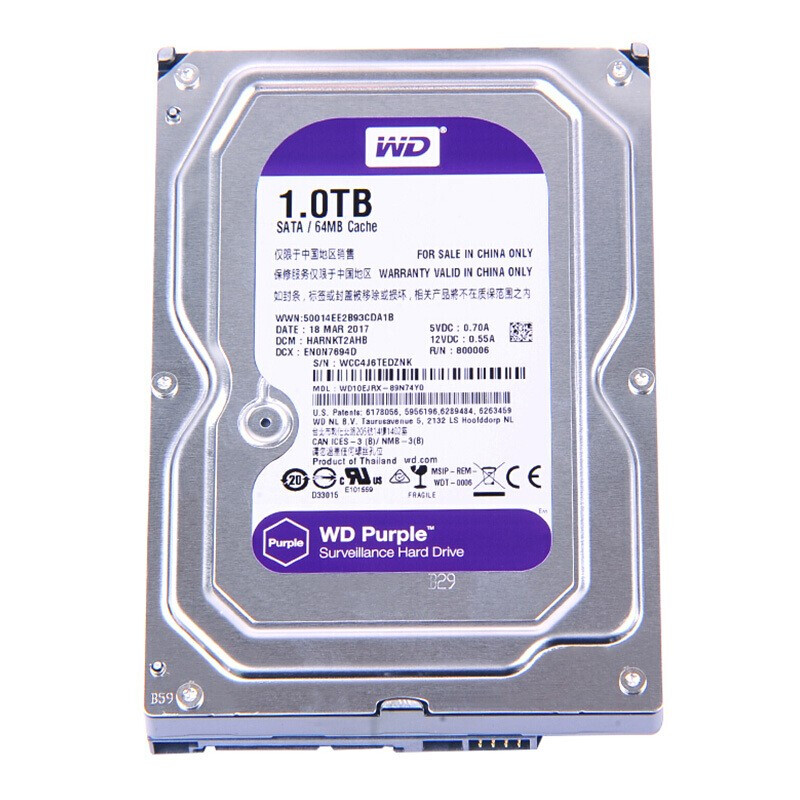 WD®
1.0TB
SATA / 64MB Cache
仅限于中国地区销售 FOR SALE IN CHINA ONLY
保修服务仅限于中国地区 WARRANTY VALID IN CHINA ONLY
如封条, 标签或封盖被移除或损坏, 相关产品将不在质保范围之内
WWN:50014EE2B93CDA1B
DATE : 18 MAR 2017 5VDC : 0.70A
DCM : HARNKT2AHB 12VDC : 0.55A
DCX : EN0N7694D R/N : 800006
S/N : WCC4J6TEDZNK
MDL : WD10EJRX-89N74Y0
U.S. Patents: 6178056, 5956196,6289484, 6263459
WD NL B.V. Taurusavenue 5, 2132 LS Hoofddorp NL
CAN ICES-3 (B)/ NMB-3(B)
Product of Thailand wd.com
20 c RU us MSIP-REM- CE
D33015 E101559 FRAGILE WDT-0006
Purple WD Purple™
Surveillance Hard Drive
B29
B59